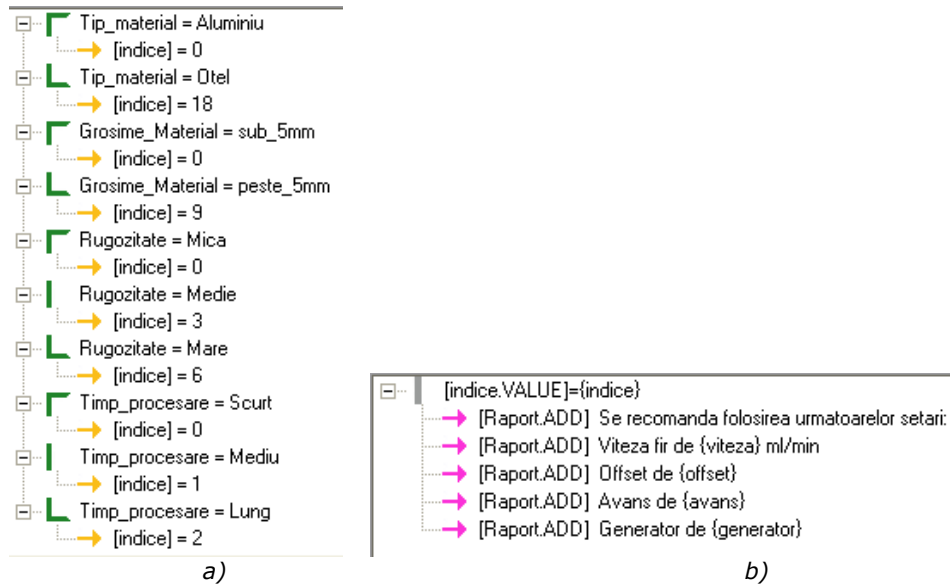 Tip_material = Aluminiu
[indice] = 0
Tip_material = Otel
[indice] = 18
Grosime_Material = sub_5mm
[indice] = 0
Grosime_Material = peste_5mm
[indice] = 9
Rugozitate = Mica
[indice] = 0
Rugozitate = Medie
[indice] = 3
Rugozitate = Mare
[indice] = 6
Timp_procesare = Scurt
[indice] = 0
Timp_procesare = Mediu
[indice] = 1
Timp_procesare = Lung
[indice] = 2
a)
[indice.VALUE]={indice}
[Raport.ADD] Se recomanda folosirea urmatoarelor setari:
[Raport.ADD] Viteza fir de {viteza} ml/min
[Raport.ADD] Offset de {offset}
[Raport.ADD] Avans de {avans}
[Raport.ADD] Generator de {generator}
b)